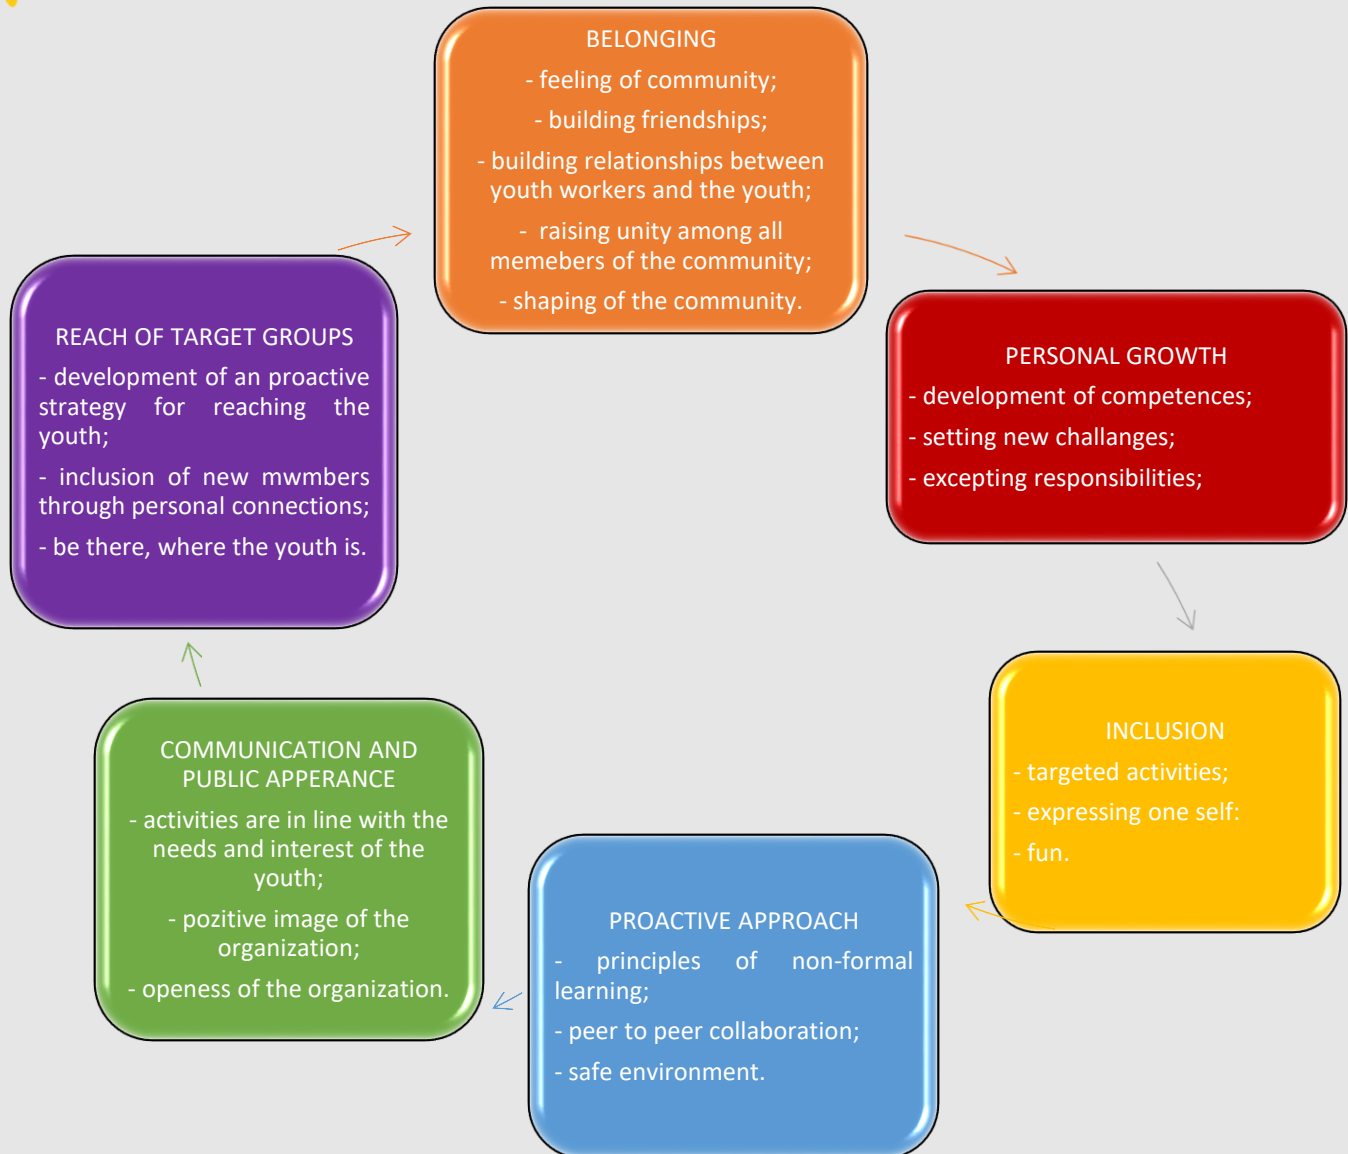 BELONGING
- feeling of community;
- building friendships;
- building relationships between
youth workers and the youth;
- raising unity among all
memebers of the community;
- shaping of the community.
PERSONAL GROWTH
- development of competences;
- setting new challanges;
- excepting responsibilities;
INCLUSION
- targeted activities;
- expressing one self:
- fun.
PROACTIVE APPROACH
- principles of non-formal
learning;
- peer to peer collaboration;
- safe environment.
COMMUNICATION AND
PUBLIC APPERANCE
- activities are in line with the
needs and interest of the
youth;
- pozitive image of the
organization;
- openess of the organization.
REACH OF TARGET GROUPS
- development of an proactive
strategy for reaching the
youth;
- inclusion of new mwmbers
through personal connections;
- be there, where the youth is.